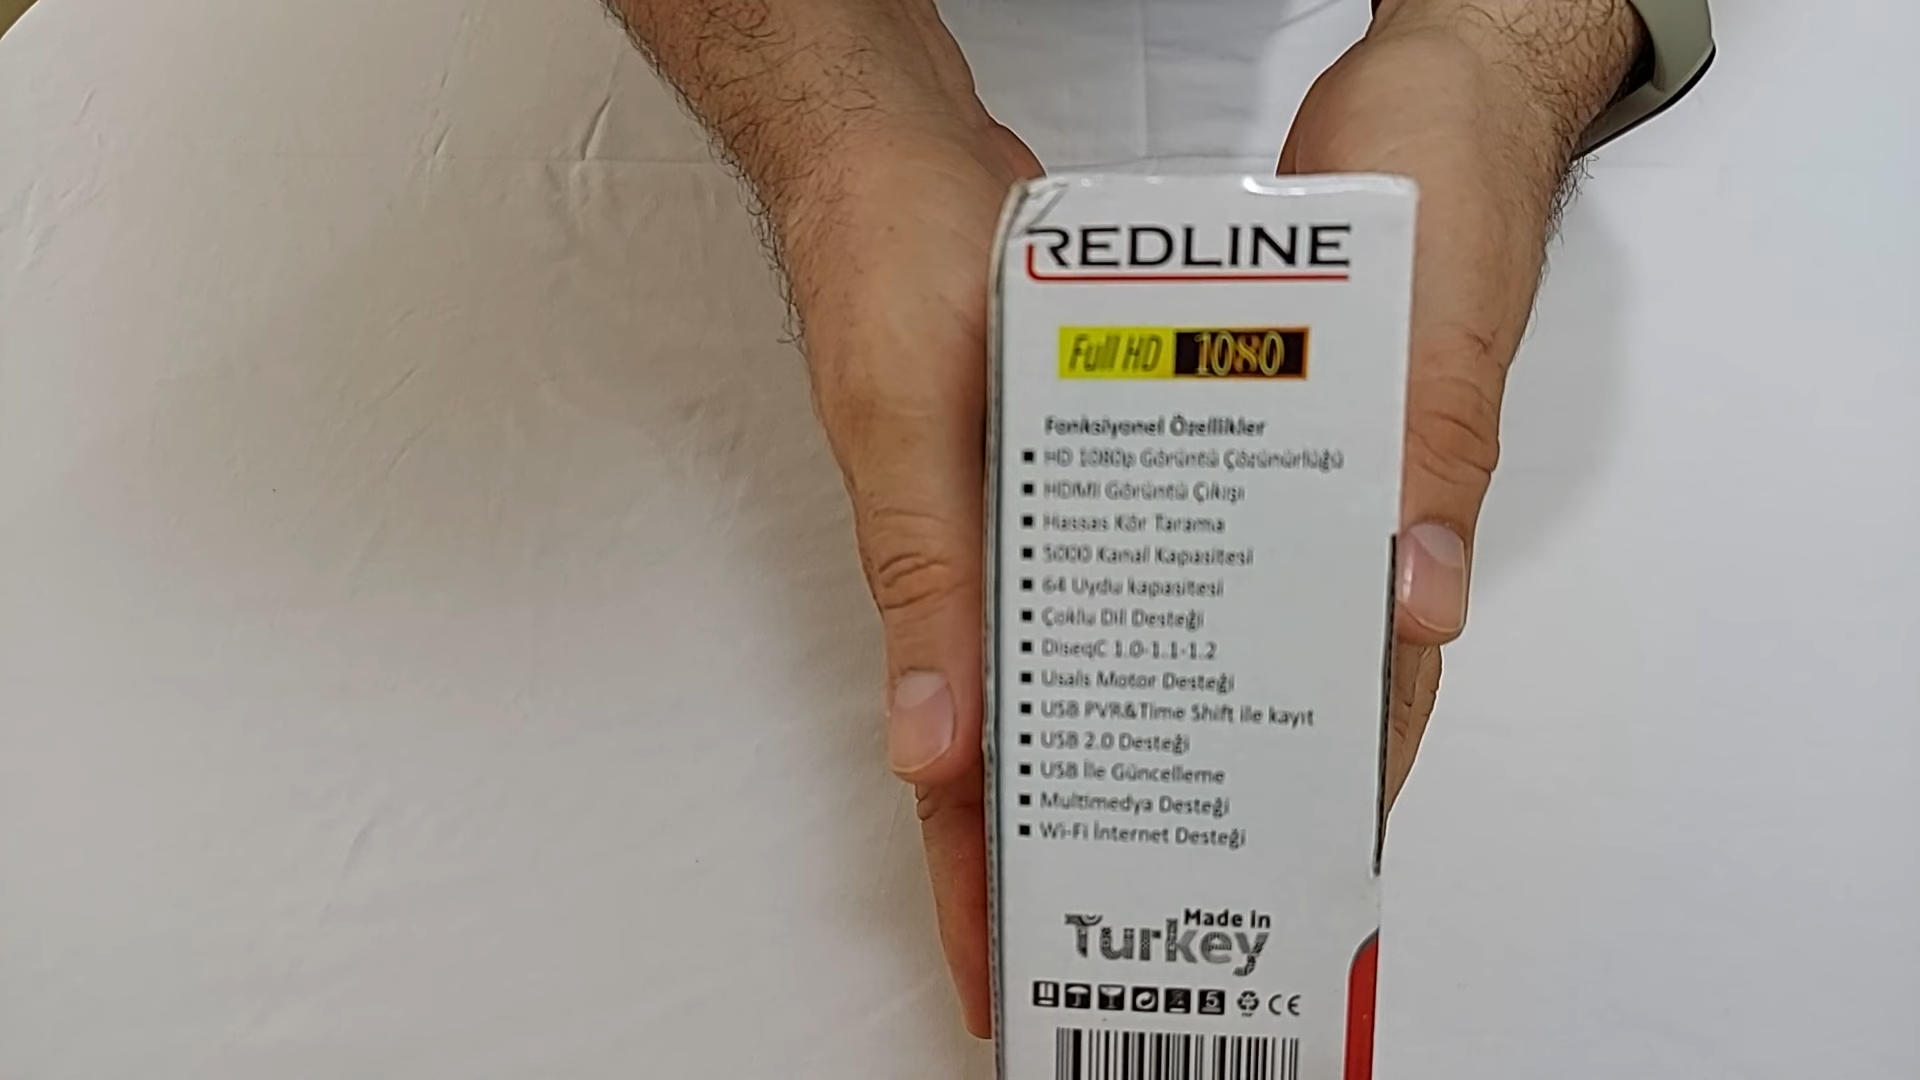 REDLINE
Full HD 1080
Fonksiyonel Özellikler
HD 1080p Görüntü Çözünürlüğü
HDMI Görüntü Çıkışı
Hassas Kör Tarama
5000 Kanal Kapasitesi
64 Uydu kapasitesi
Çoklu Dil Desteği
DiseqC 1.0-1.1-1.2
Usals Motor Desteği
USB PVR&Time Shift ile kayıt
USB 2.0 Desteği
USB İle Güncelleme
Multimedya Desteği
Wi-Fi İnternet Desteği
Made in
Turkey
5 CE